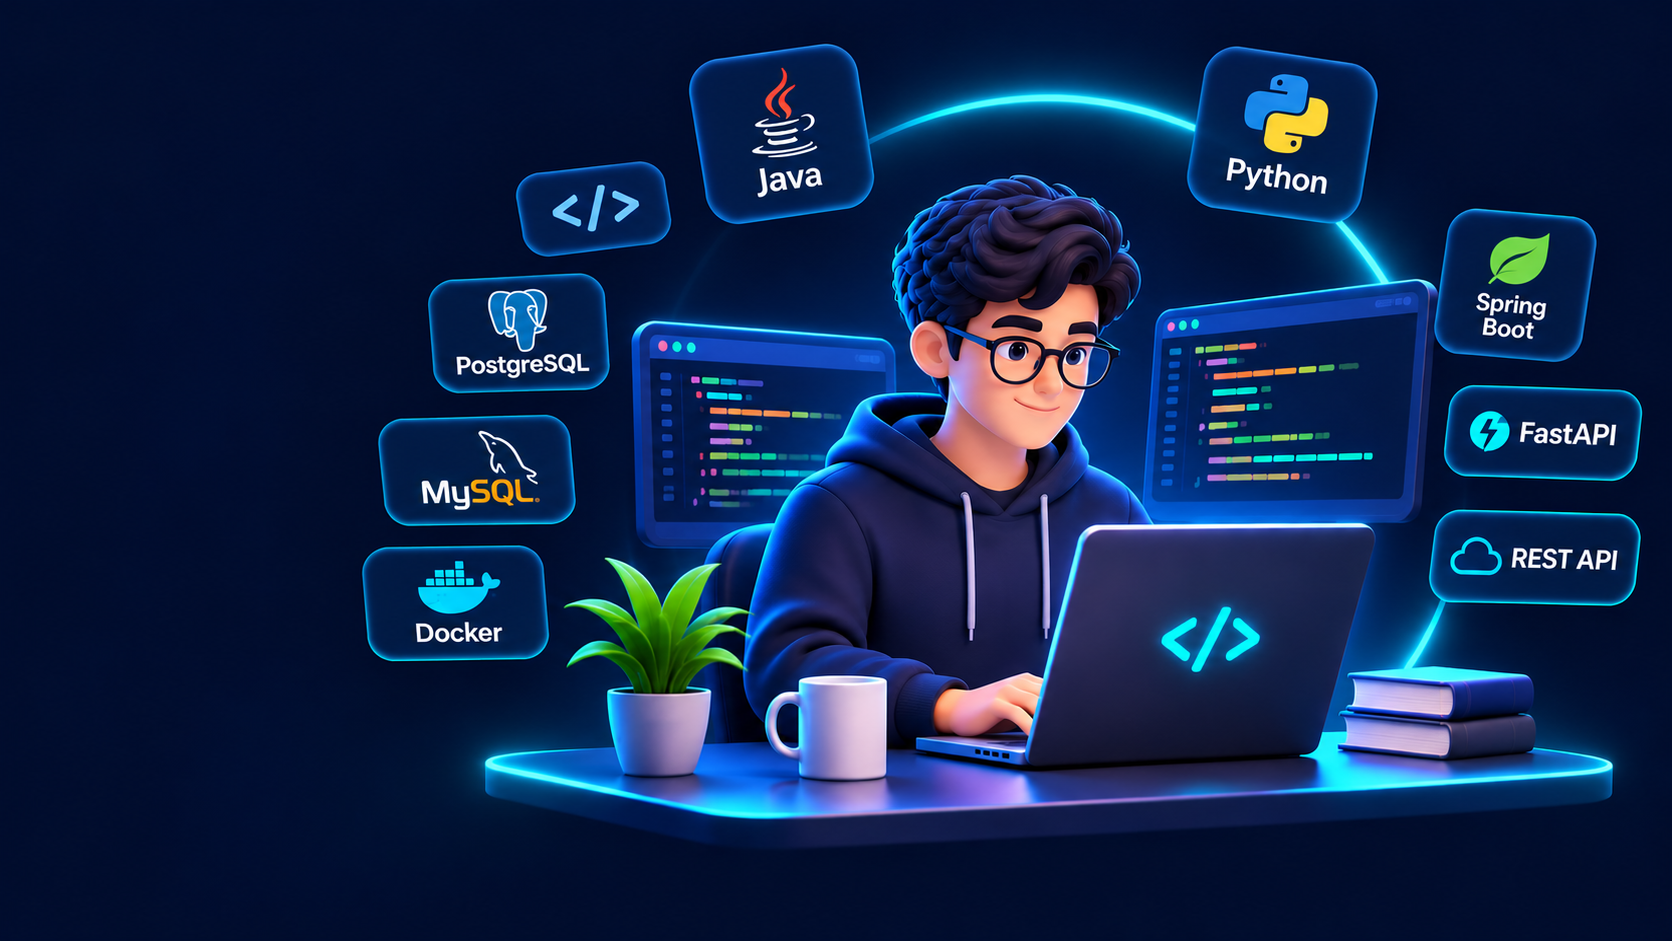 Java
Python
</>
Spring
Boot
PostgreSQL
FastAPI
MySQL
REST API
Docker
</>